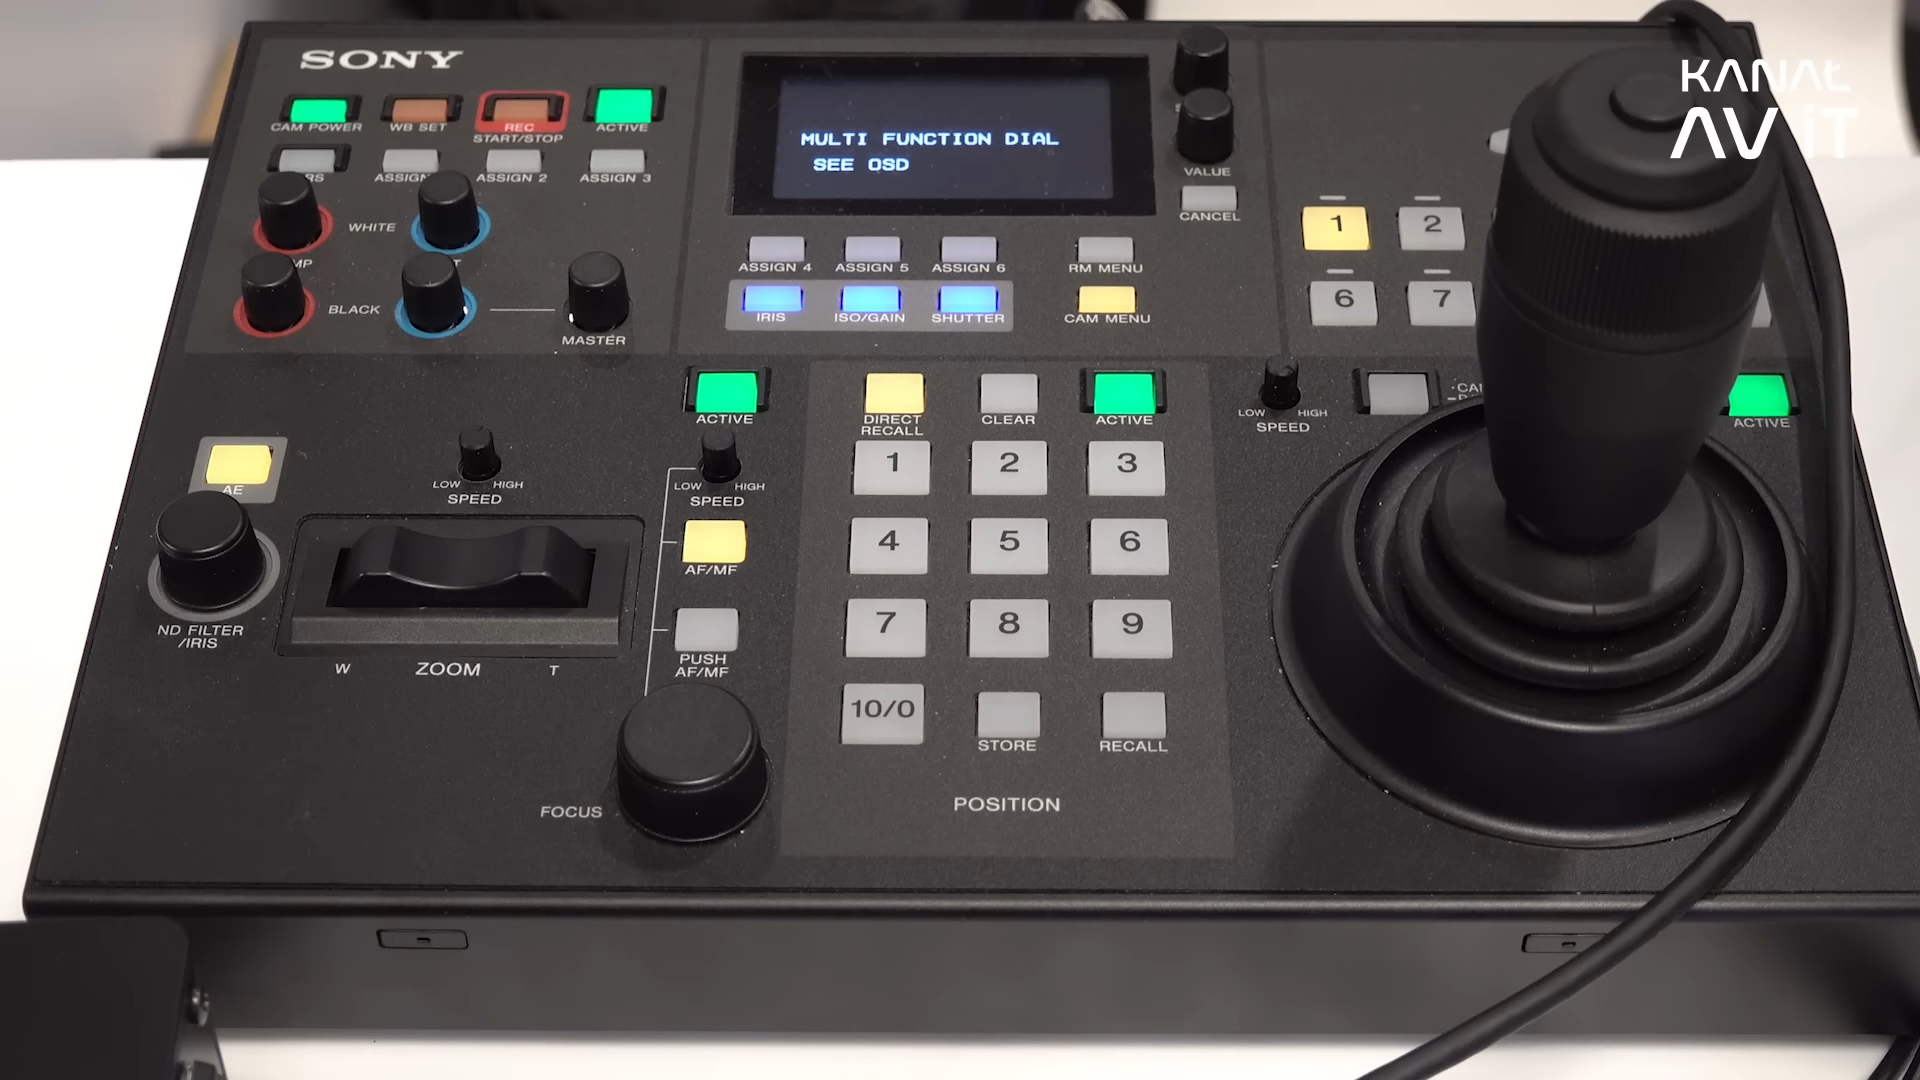 SONY
KANAŁ
AV iT
CAM POWER
WB SET
REC
START/STOP
ACTIVE
ASSIGN 2
ASSIGN 3
WHITE
BLACK
MASTER
MULTI FUNCTION DIAL
SEE OSD
VALUE
CANCEL
ASSIGN 4
ASSIGN 5
ASSIGN 6
RM MENU
IRIS
ISO/GAIN
SHUTTER
CAM MENU
1
2
6
7
ACTIVE
DIRECT
RECALL
CLEAR
ACTIVE
LOW
HIGH
SPEED
ACTIVE
AE
LOW
HIGH
SPEED
LOW
HIGH
SPEED
AF/MF
PUSH
AF/MF
ND FILTER
/IRIS
W
ZOOM
T
FOCUS
1
2
3
4
5
6
7
8
9
10/0
STORE
RECALL
POSITION